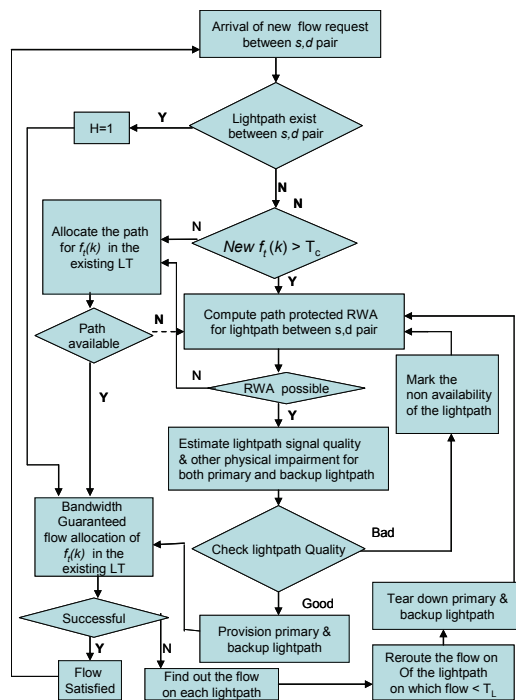 Arrival of new flow request
between s,d pair
Lightpath exist
between s,d pair
Y
H=1
N
N
New fₜ(k) > T꜀
N
Allocate the path
for fₜ(k) in the
existing LT
Y
Path
available
N
Compute path protected RWA
for lightpath between s,d pair
Y
N
RWA possible
Y
Mark the
non availability
of the lightpath
Estimate lightpath signal quality
& other physical impairment for
both primary and backup lightpath
Bandwidth
Guaranteed
flow allocation of
fₜ(k) in the
existing LT
Check lightpath Quality
Bad
Good
Successful
Provision primary &
backup lightpath
Tear down primary &
backup lightpath
Y
N
Flow
Satisfied
Find out the flow
on each lightpath
Reroute the flow on
Of the lightpath
on which flow < T_L